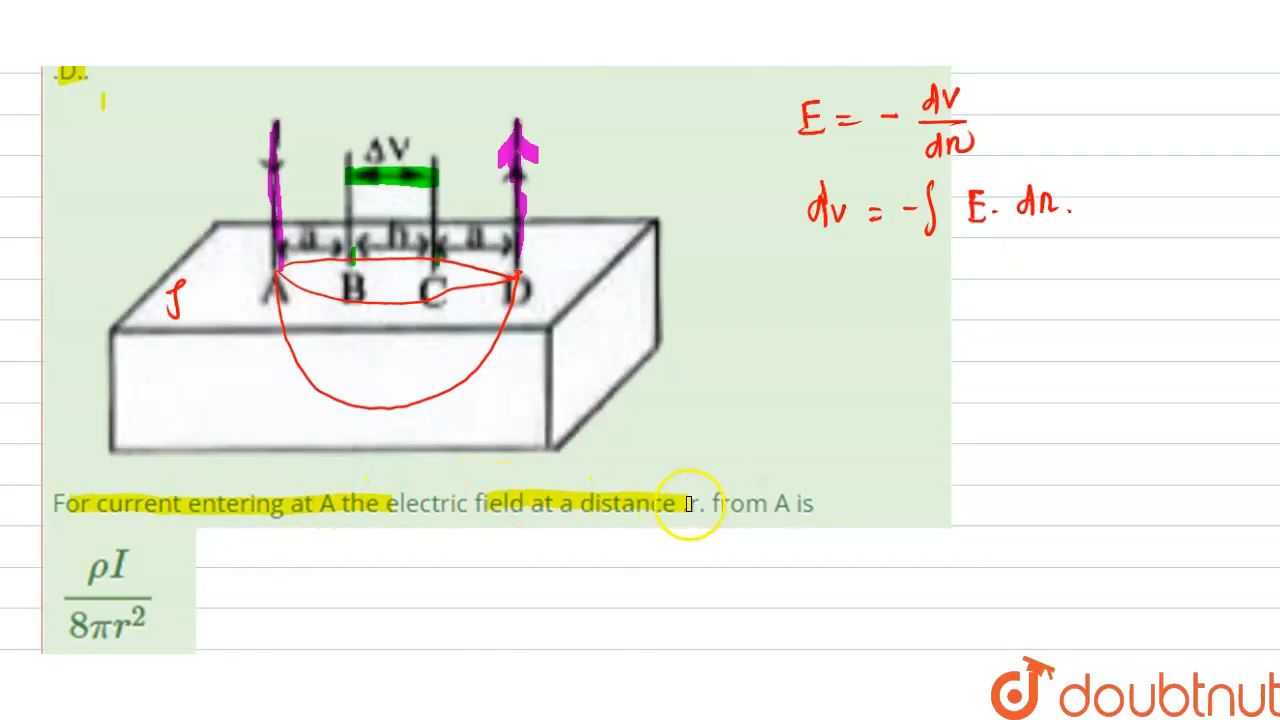 .D..
E = - dV/dr
ΔV
dv = -∫ E. dr.
a b a
A B C D
ρ
For current entering at A the electric field at a distance .r. from A is
ρI
8πr²
doubtnut